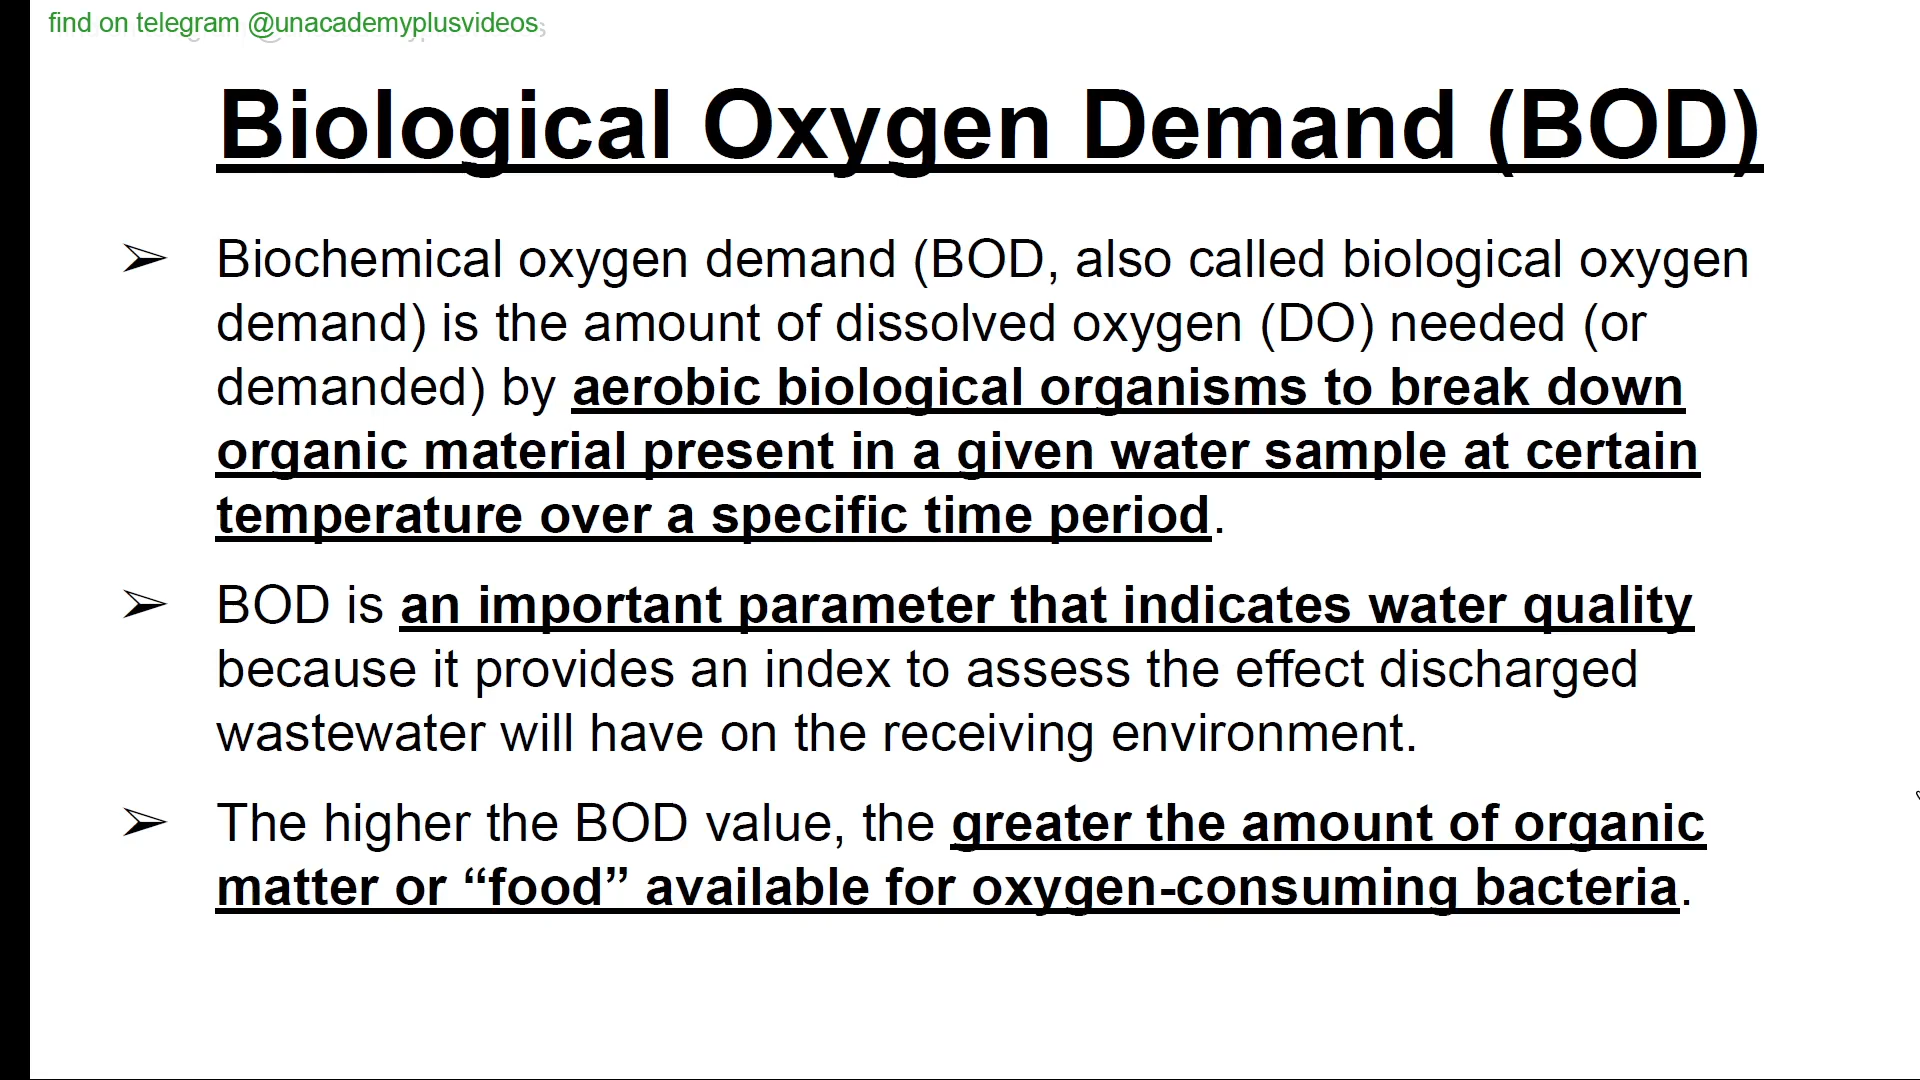 find on telegram @unacademyplusvideos
Biological Oxygen Demand (BOD)
➢ Biochemical oxygen demand (BOD, also called biological oxygen
demand) is the amount of dissolved oxygen (DO) needed (or
demanded) by aerobic biological organisms to break down
organic material present in a given water sample at certain
temperature over a specific time period.
➢ BOD is an important parameter that indicates water quality
because it provides an index to assess the effect discharged
wastewater will have on the receiving environment.
➢ The higher the BOD value, the greater the amount of organic
matter or “food” available for oxygen-consuming bacteria.